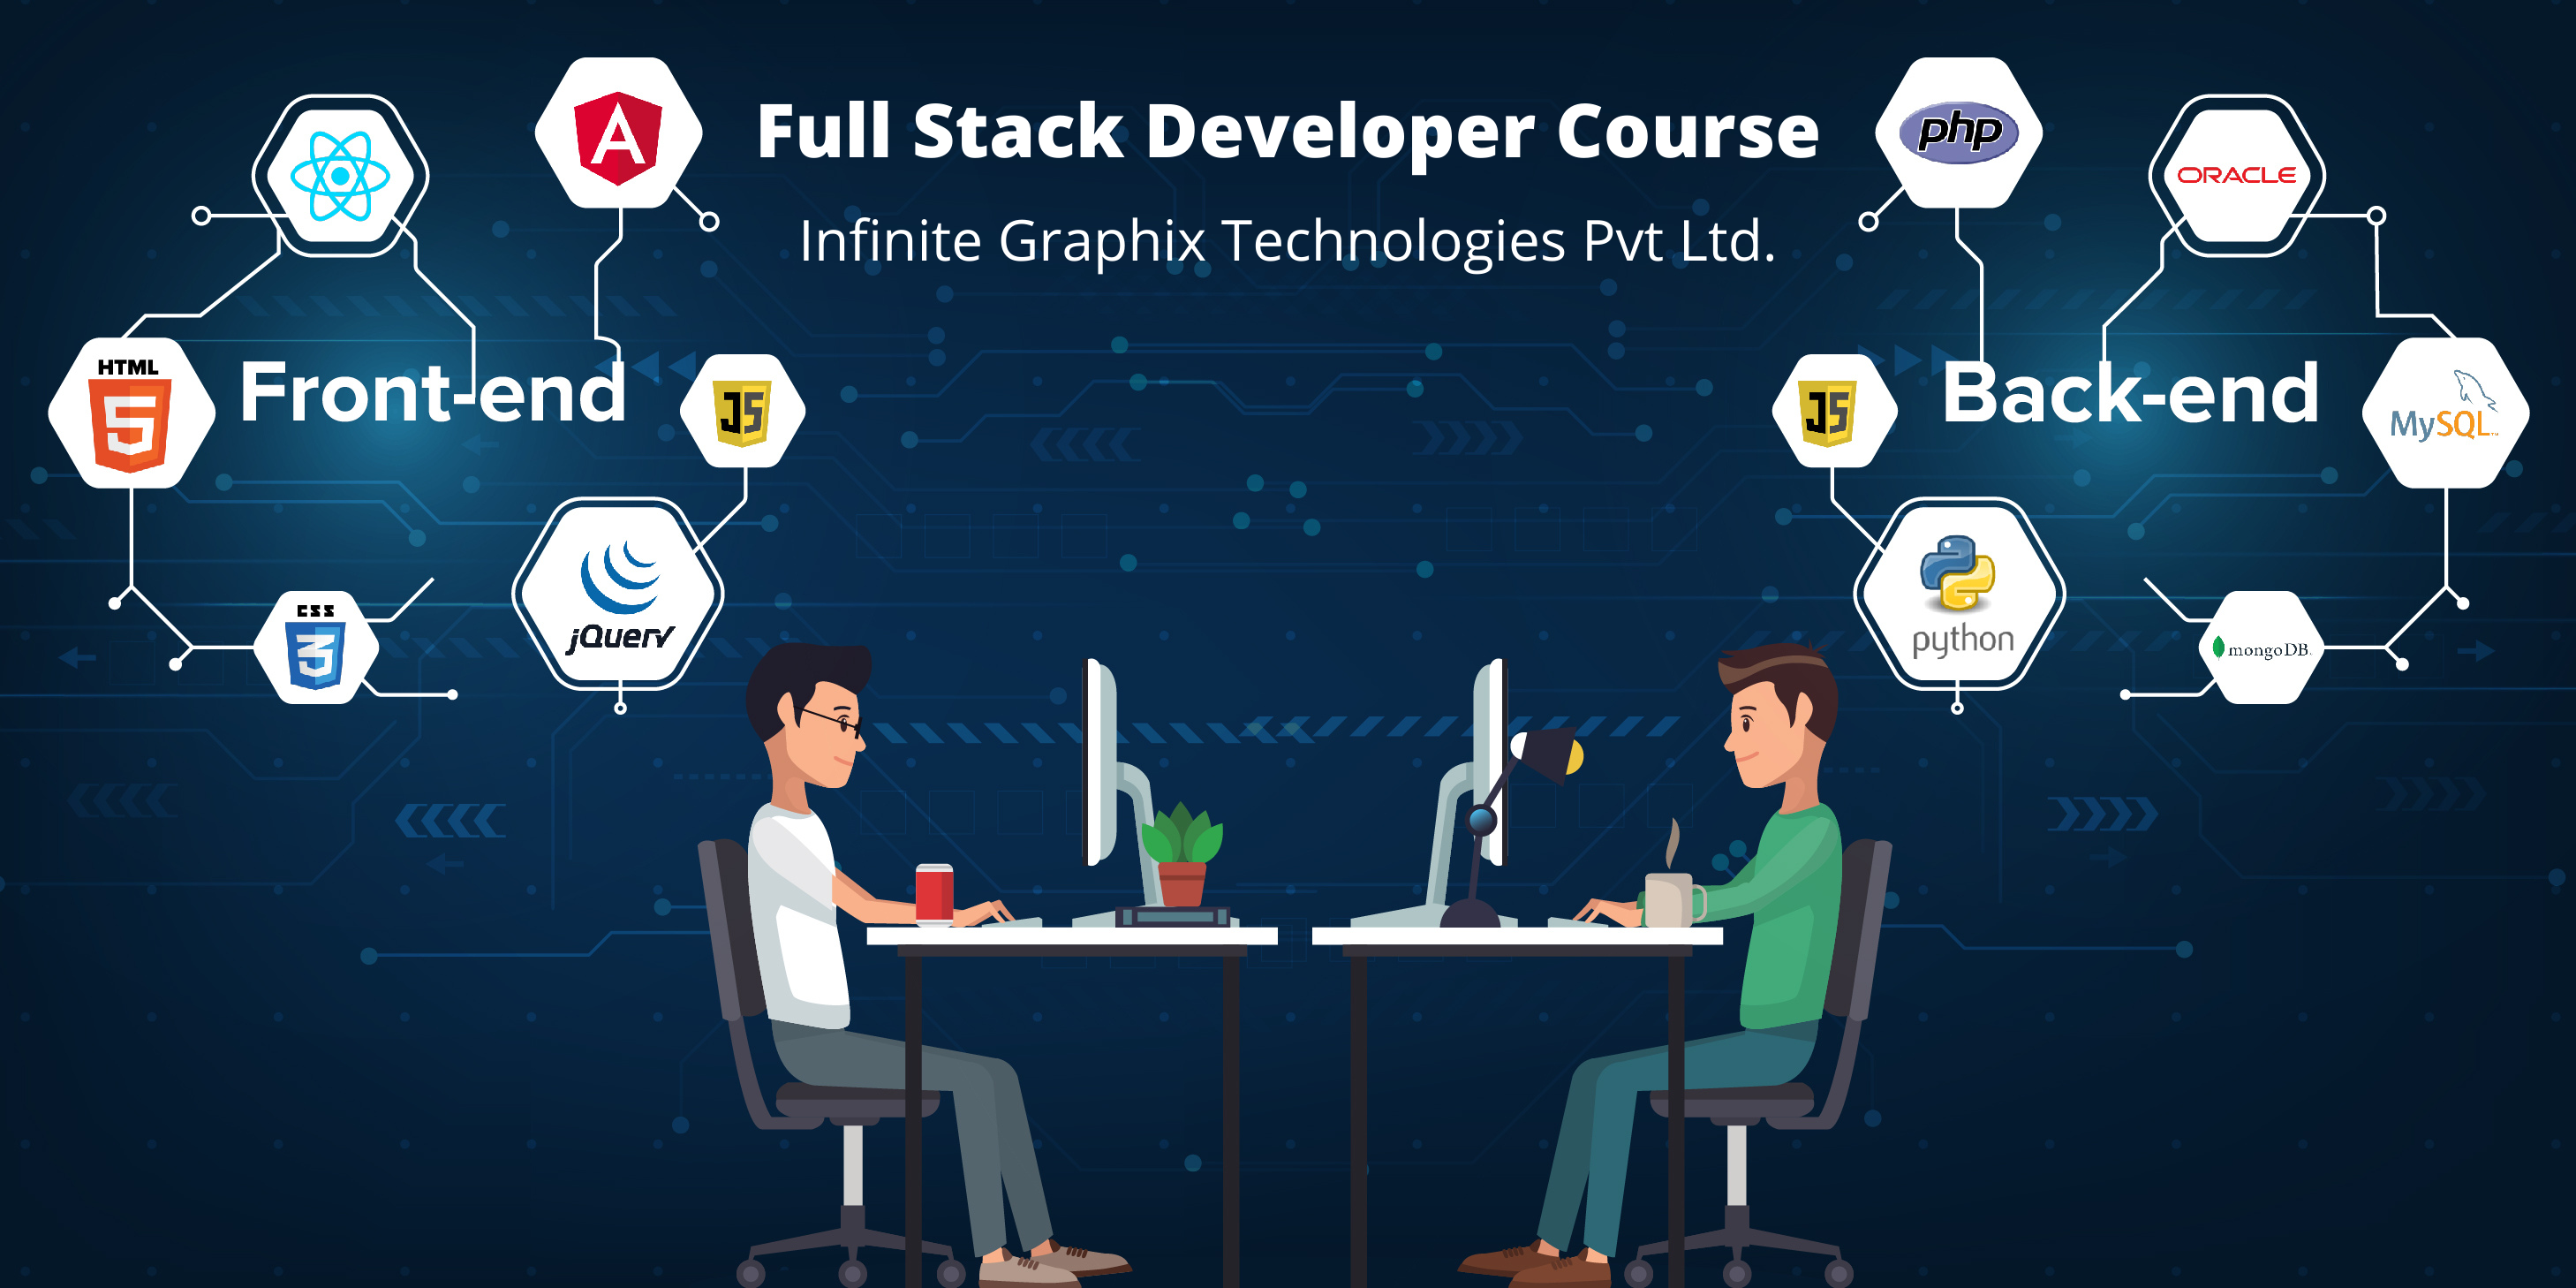 Full Stack Developer Course
Infinite Graphix Technologies Pvt Ltd.
php
ORACLE
HTML
5
Front-end
JS
JS
Back-end
MySQL™
jQuery
python
CSS
3
mongoDB.